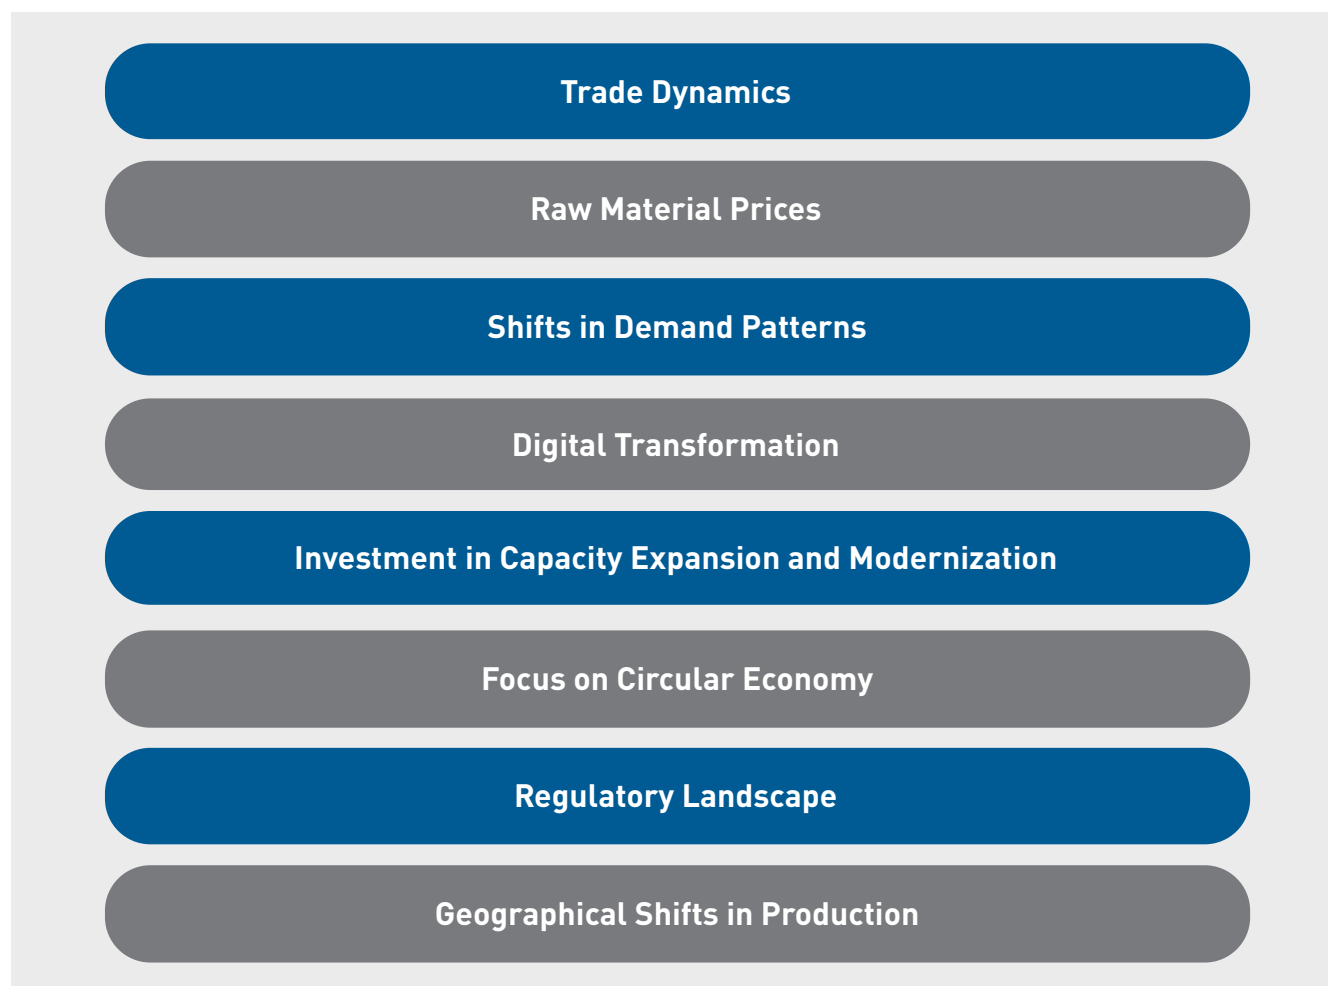 Trade Dynamics
Raw Material Prices
Shifts in Demand Patterns
Digital Transformation
Investment in Capacity Expansion and Modernization
Focus on Circular Economy
Regulatory Landscape
Geographical Shifts in Production